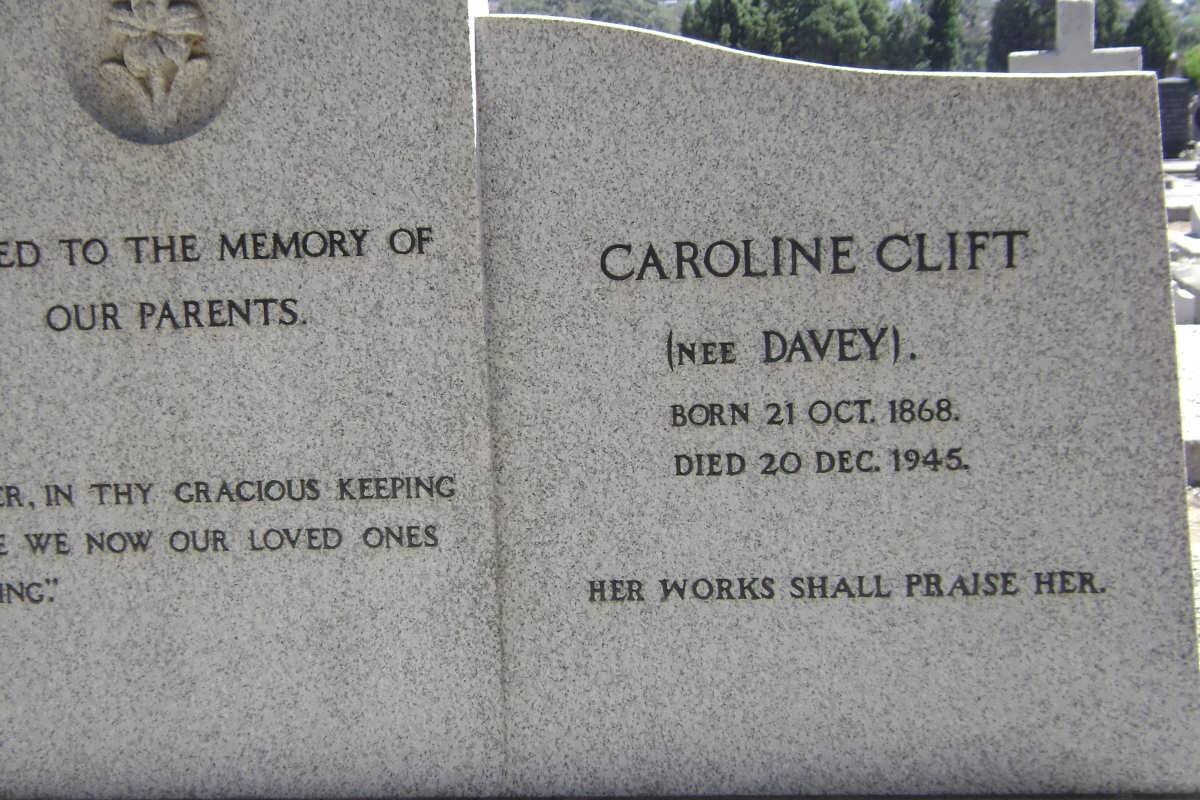 ED TO THE MEMORY OF
OUR PARENTS.
ER, IN THY GRACIOUS KEEPING
E WE NOW OUR LOVED ONES
ING."
CAROLINE CLIFT
(NEE DAVEY).
BORN 21 OCT. 1868.
DIED 20 DEC. 1945.
HER WORKS SHALL PRAISE HER.